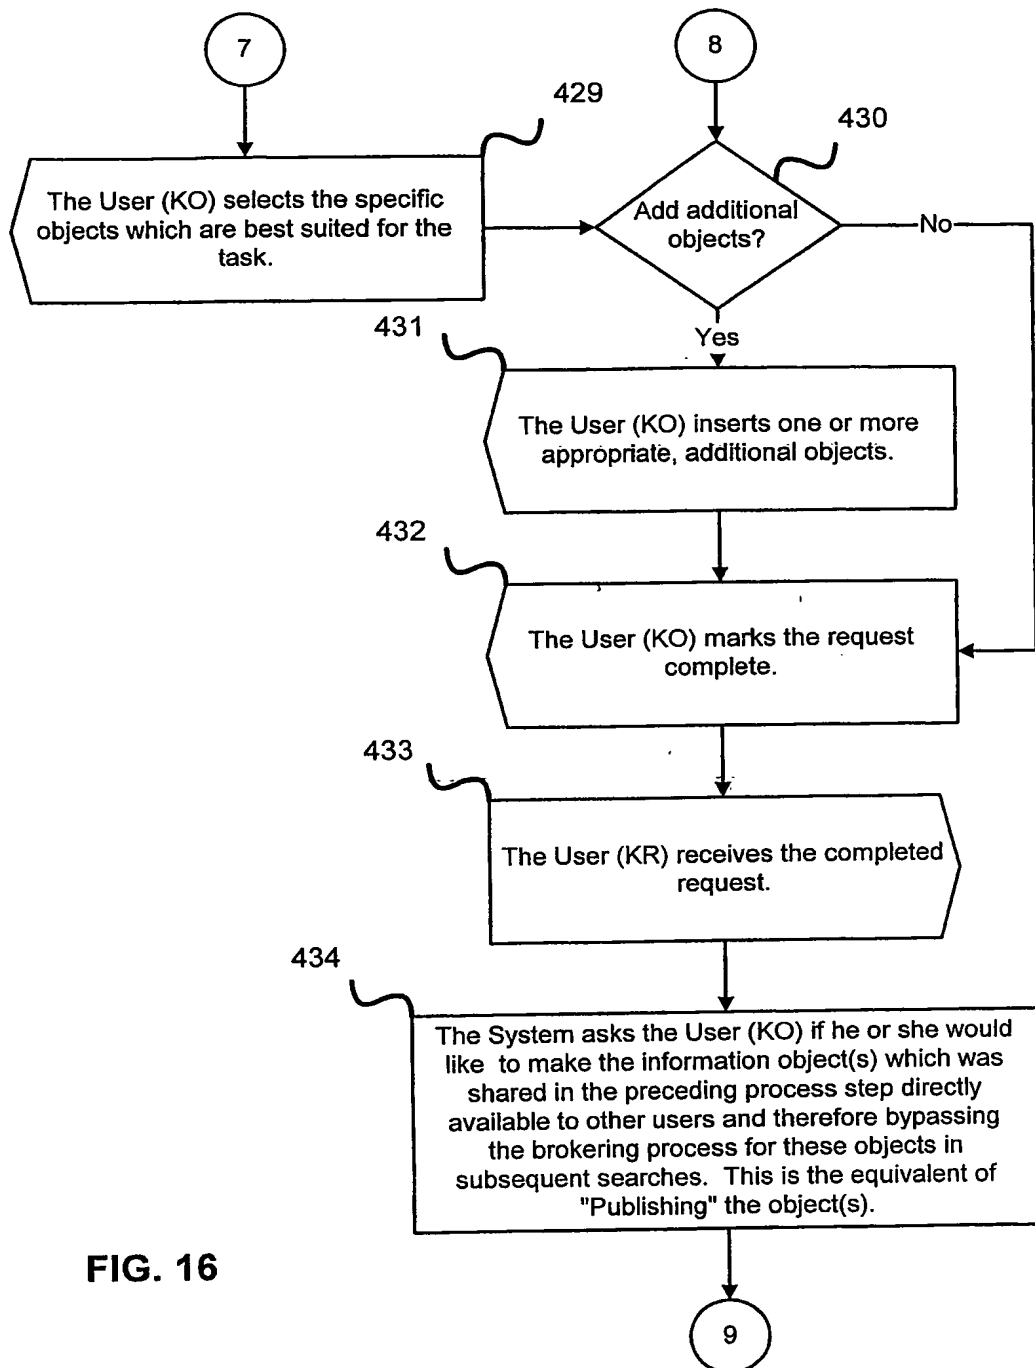 7
8
429
430
The User (KO) selects the specific
objects which are best suited for the
task.
Add additional
objects?
No
Yes
431
The User (KO) inserts one or more
appropriate, additional objects.
432
The User (KO) marks the request
complete.
433
The User (KR) receives the completed
request.
434
The System asks the User (KO) if he or she would
like to make the information object(s) which was
shared in the preceding process step directly
available to other users and therefore bypassing
the brokering process for these objects in
subsequent searches. This is the equivalent of
"Publishing" the object(s).
FIG. 16
9